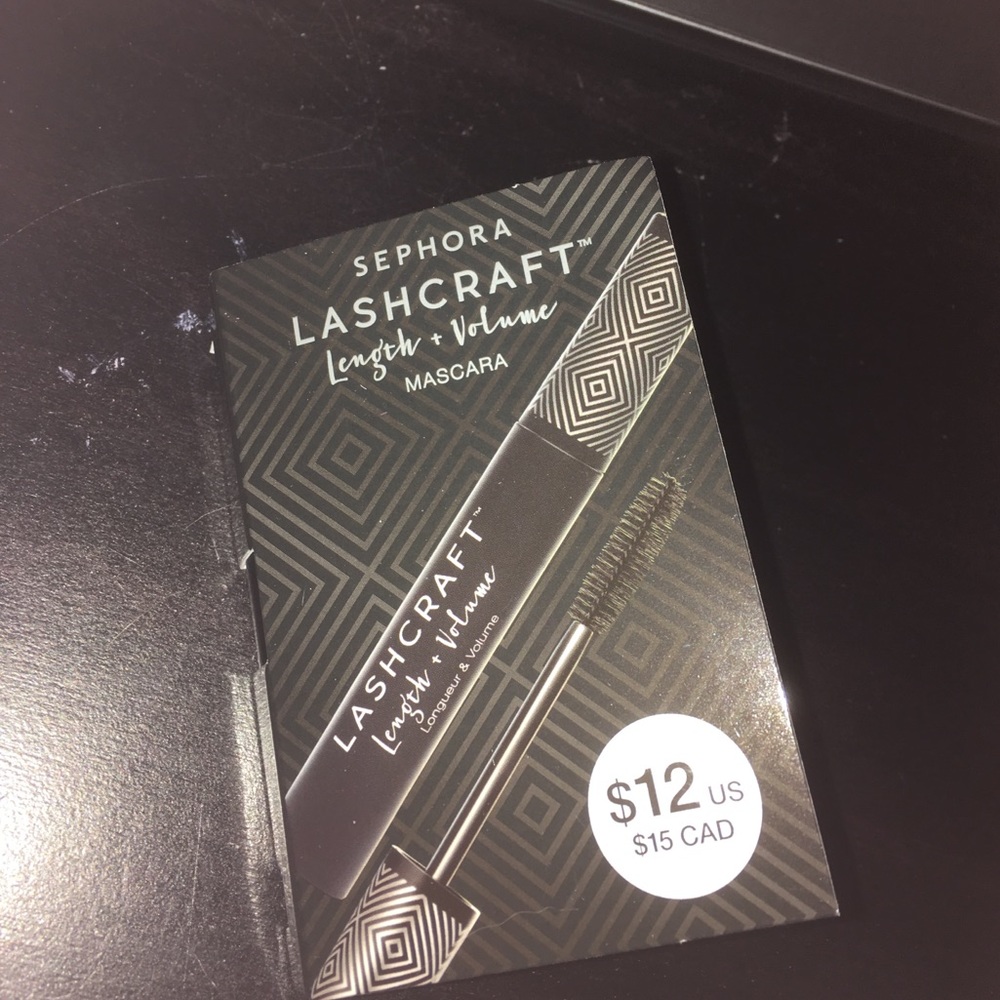 SEPHORA
LASHCRAFT™
Length + Volume
MASCARA
LASHCRAFT™
Length + Volume
Longueur & Volume
$12 US
$15 CAD